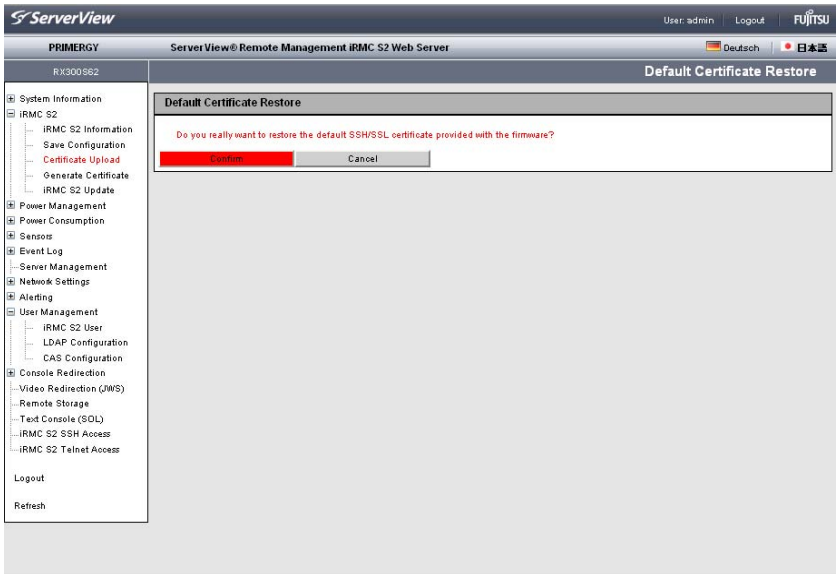 ServerView
User: admin Logout FUJITSU
PRIMERGY ServerView® Remote Management iRMC S2 Web Server Deutsch 日本語
RX300S62 Default Certificate Restore
System Information
iRMC S2
iRMC S2 Information
Save Configuration
Certificate Upload
Generate Certificate
iRMC S2 Update
Power Management
Power Consumption
Sensors
Event Log
Server Management
Network Settings
Alerting
User Management
iRMC S2 User
LDAP Configuration
CAS Configuration
Console Redirection
Video Redirection (JWS)
Remote Storage
Text Console (SOL)
iRMC S2 SSH Access
iRMC S2 Telnet Access
Logout
Refresh
Default Certificate Restore
Do you really want to restore the default SSH/SSL certificate provided with the firmware?
Confirm Cancel